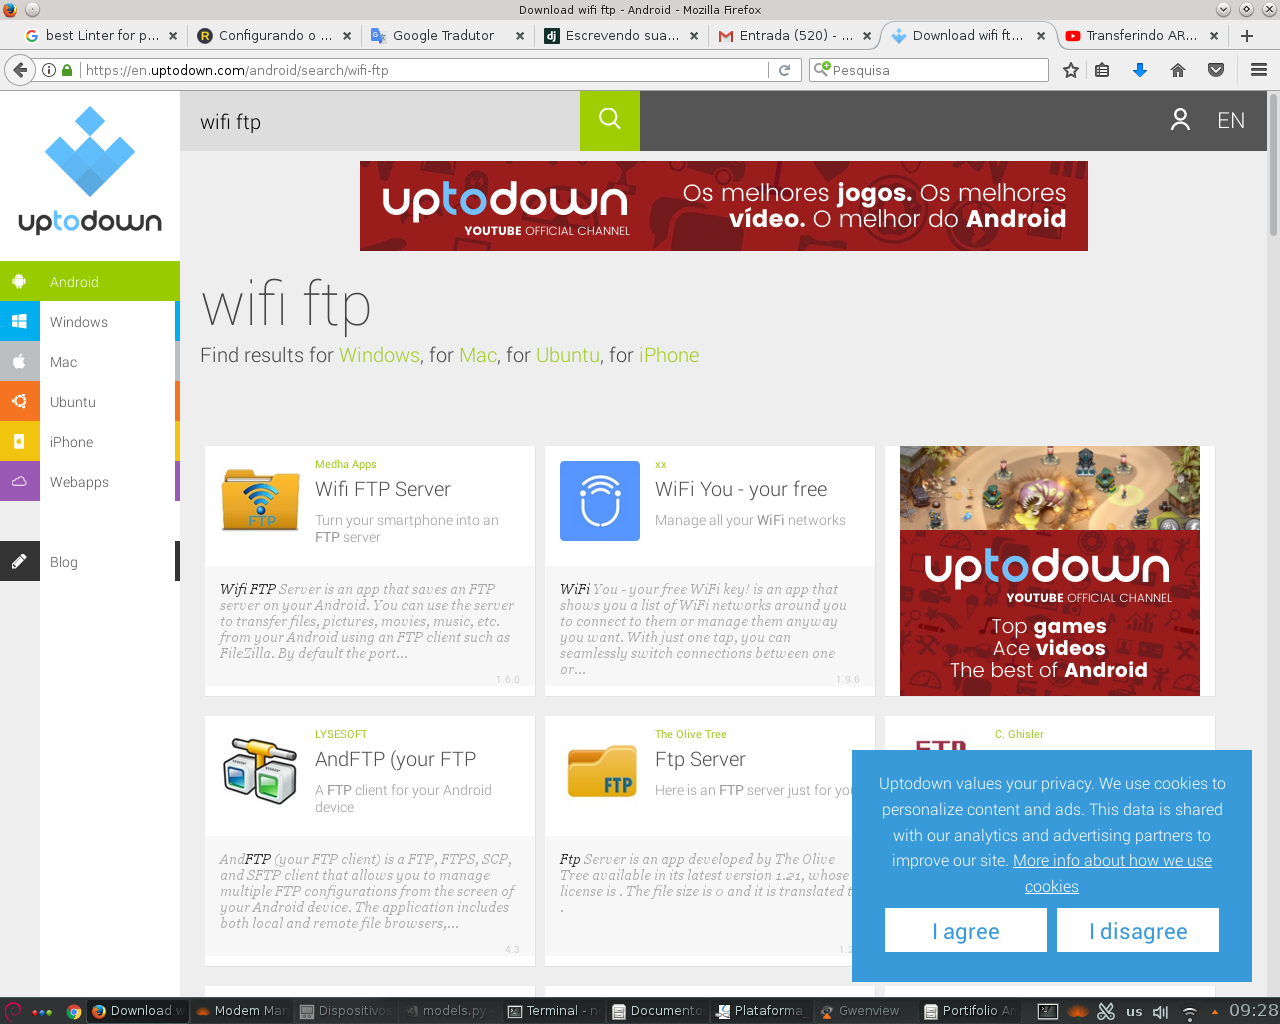 Download wifi ftp - Android - Mozilla Firefox
best Linter for p...
Configurando o ...
Google Tradutor
Escrevendo sua...
Entrada (520) - ...
Download wifi ft...
Transferindo AR...
https://en.uptodown.com/android/search/wifi-ftp
Pesquisa
wifi ftp
EN
uptodown
uptodown
YOUTUBE OFFICIAL CHANNEL
Os melhores jogos. Os melhores
vídeo. O melhor do Android
Android
Windows
Mac
Ubuntu
iPhone
Webapps
Blog
wifi ftp
Find results for Windows, for Mac, for Ubuntu, for iPhone
FTP
Medha Apps
Wifi FTP Server
Turn your smartphone into an
FTP server
Wifi FTP Server is an app that saves an FTP
server on your Android. You can use the server
to transfer files, pictures, movies, music, etc.
from your Android using an FTP client such as
FileZilla. By default the port...
1.6.0
xx
WiFi You - your free
Manage all your WiFi networks
WiFi You - your free WiFi key! is an app that
shows you a list of WiFi networks around you
to connect to them or manage them anyway
you want. With just one tap, you can
seamlessly switch connections between one
or...
1.9.6
uptodown
YOUTUBE OFFICIAL CHANNEL
Top games
Ace videos
The best of Android
LYSESOFT
AndFTP (your FTP
A FTP client for your Android
device
AndFTP (your FTP client) is a FTP, FTPS, SCP,
and SFTP client that allows you to manage
multiple FTP configurations from the screen of
your Android device. The application includes
both local and remote file browsers,...
4.3
FTP
The Olive Tree
Ftp Server
Here is an FTP server just for you
Ftp Server is an app developed by The Olive
Tree available in its latest version 1.21, whose
license is . The file size is 0 and it is translated t
.
1.2
FTP
C. Ghisler
Uptodown values your privacy. We use cookies to
personalize content and ads. This data is shared
with our analytics and advertising partners to
improve our site. More info about how we use
cookies
I agree
I disagree
Download w
Modem Man
Dispositivos
models.py -
Terminal - n
Documento
Plataforma_
Gwenview
Portifolio An
us
09:28